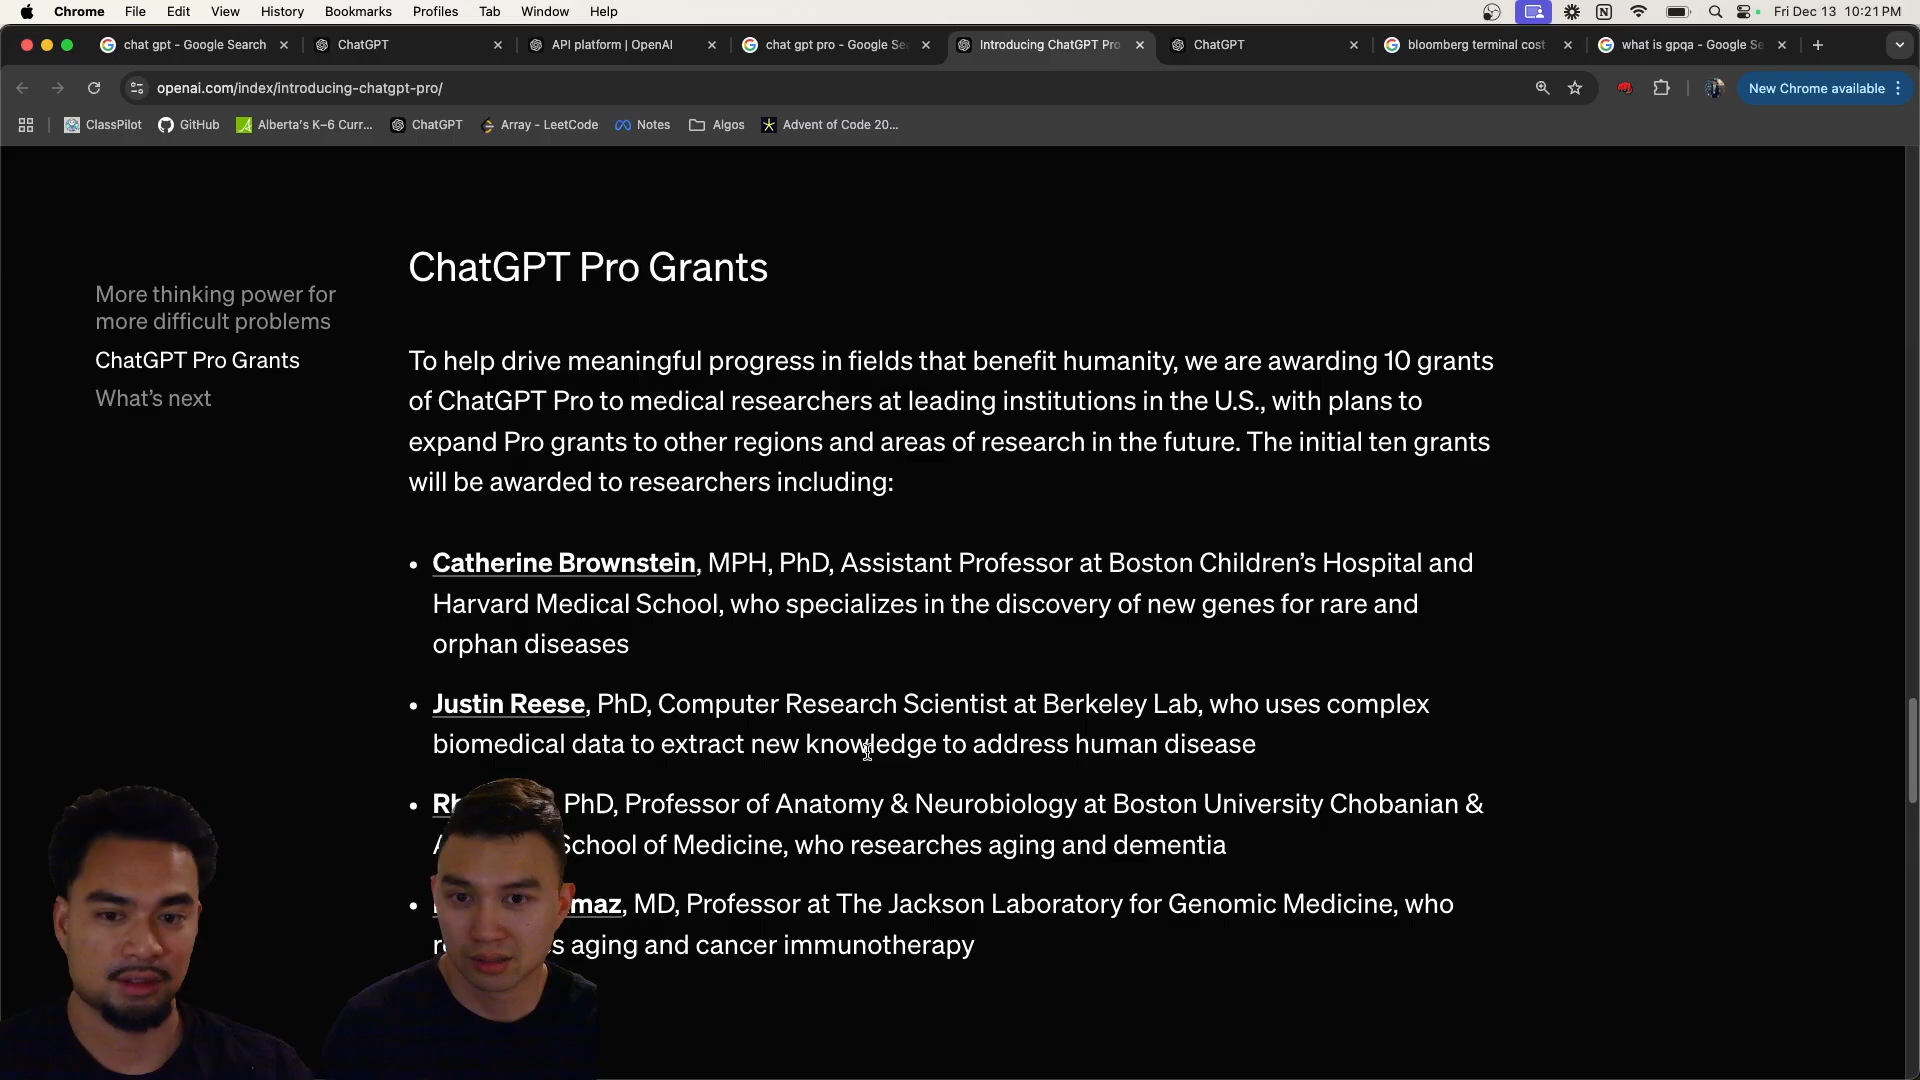 Chrome File Edit View History Bookmarks Profiles Tab Window Help Fri Dec 13 10:21 PM
chat gpt - Google Search ChatGPT API platform | OpenAI chat gpt pro - Google Se Introducing ChatGPT Pro ChatGPT bloomberg terminal cost what is gpqa - Google Se
openai.com/index/introducing-chatgpt-pro/ New Chrome available
ClassPilot GitHub Alberta's K–6 Curr... ChatGPT Array - LeetCode Notes Algos Advent of Code 20...
More thinking power for
more difficult problems
ChatGPT Pro Grants
What's next
ChatGPT Pro Grants
To help drive meaningful progress in fields that benefit humanity, we are awarding 10 grants
of ChatGPT Pro to medical researchers at leading institutions in the U.S., with plans to
expand Pro grants to other regions and areas of research in the future. The initial ten grants
will be awarded to researchers including:
• Catherine Brownstein, MPH, PhD, Assistant Professor at Boston Children's Hospital and
Harvard Medical School, who specializes in the discovery of new genes for rare and
orphan diseases
• Justin Reese, PhD, Computer Research Scientist at Berkeley Lab, who uses complex
biomedical data to extract new knowledge to address human disease
• PhD, Professor of Anatomy & Neurobiology at Boston University Chobanian &
School of Medicine, who researches aging and dementia
• MD, Professor at The Jackson Laboratory for Genomic Medicine, who
aging and cancer immunotherapy